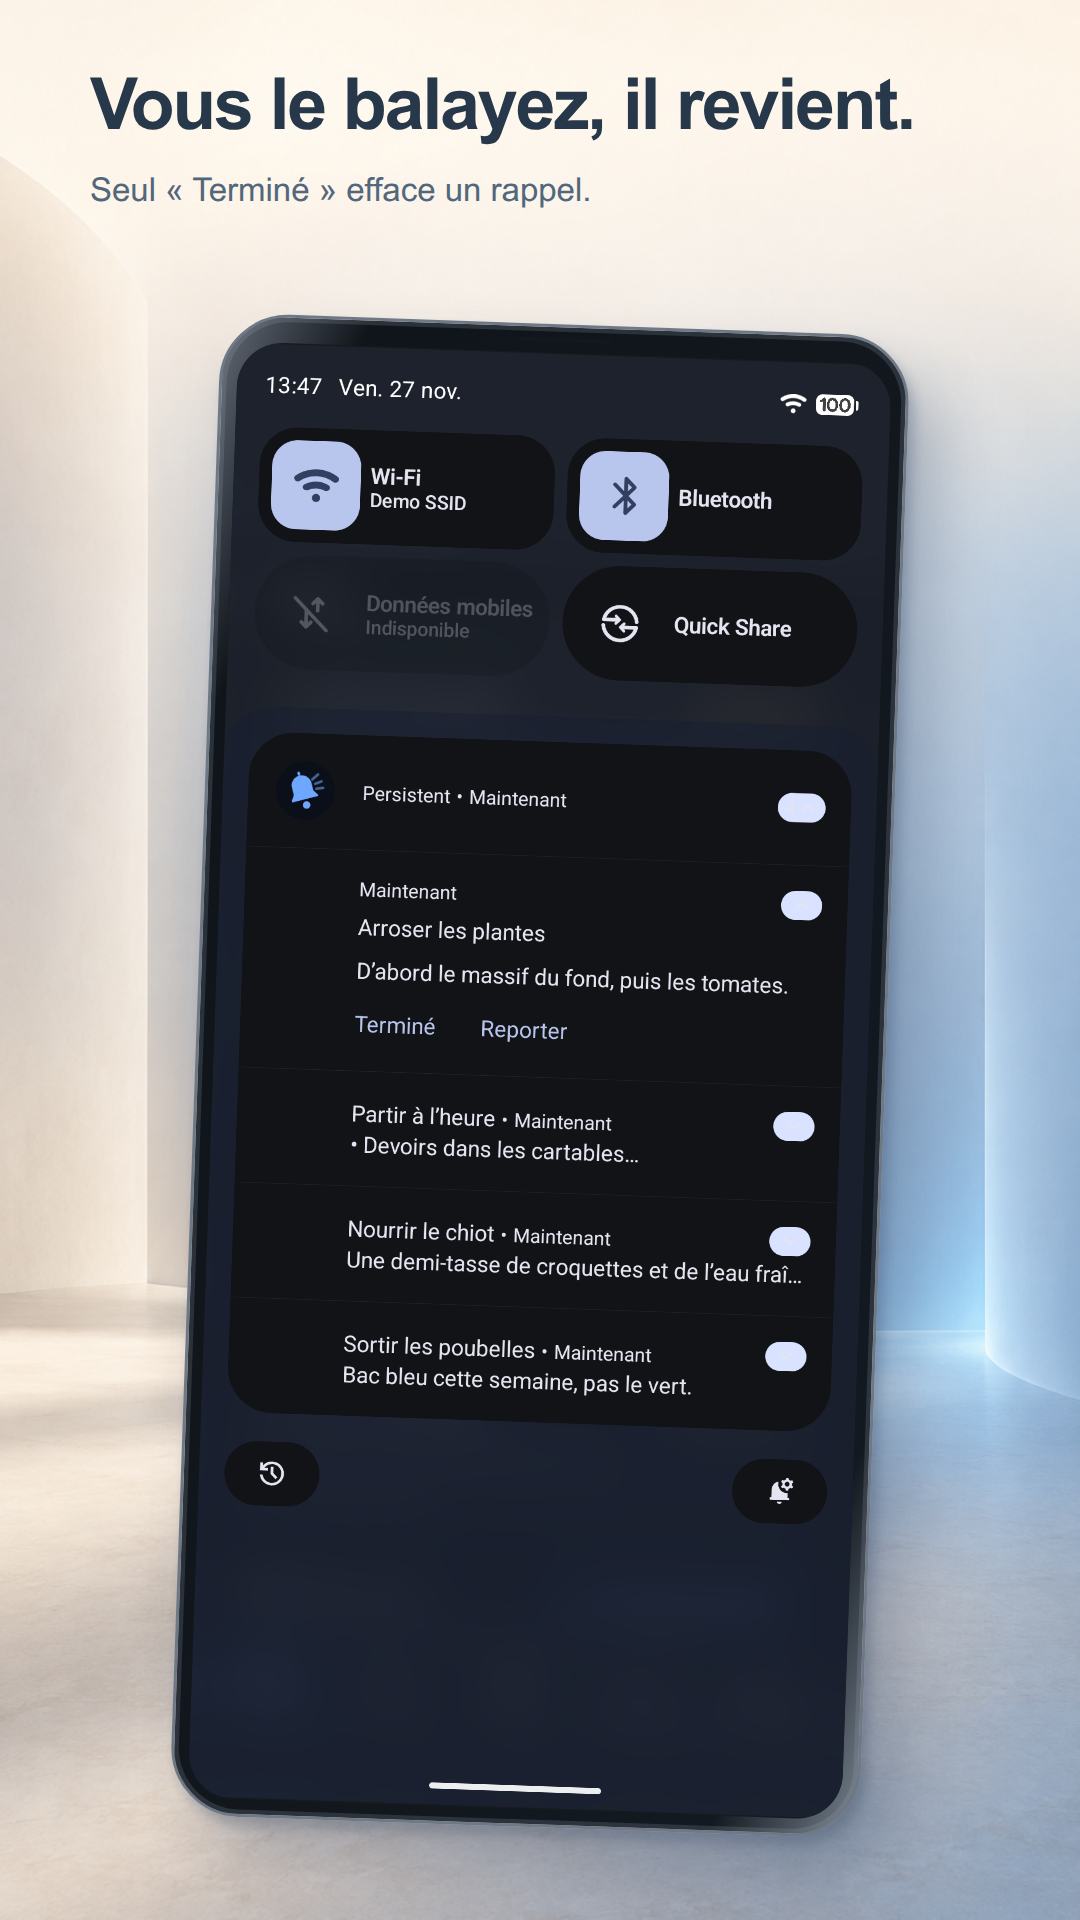 Vous le balayez, il revient.
Seul « Terminé » efface un rappel.
13:47 Ven. 27 nov.
100
Wi-Fi
Demo SSID
Bluetooth
Données mobiles
Indisponible
Quick Share
Persistent • Maintenant
Maintenant
Arroser les plantes
D’abord le massif du fond, puis les tomates.
Terminé Reporter
Partir à l’heure • Maintenant
• Devoirs dans les cartables…
Nourrir le chiot • Maintenant
Une demi-tasse de croquettes et de l’eau fraî…
Sortir les poubelles • Maintenant
Bac bleu cette semaine, pas le vert.